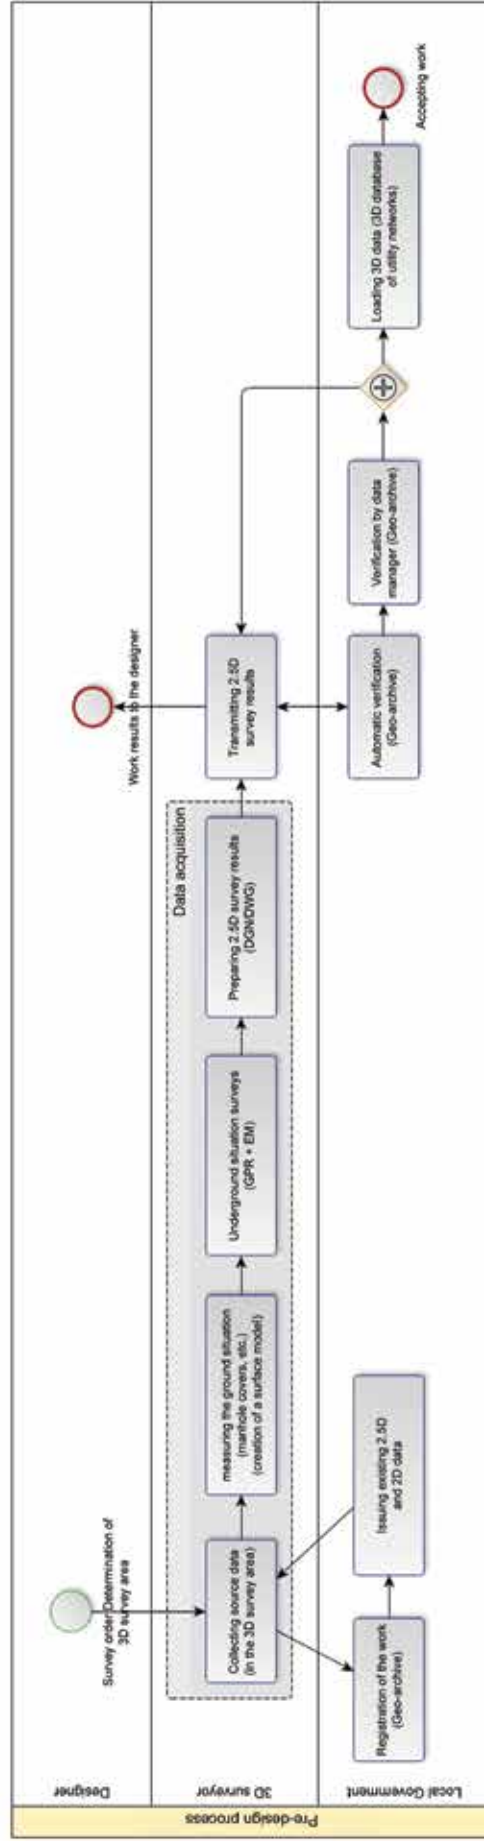 Pre-design process
Designer
3D surveyor
Local Government
Survey order/Determination of
3D survey area
Work results to the designer
Data acquisition
Collecting source data
(in the 3D survey area)
measuring the ground situation
(manhole covers, etc.)
(creation of a surface model)
Underground situation surveys
(GPR + EM)
Preparing 2.5D survey results
(DGN/DWG)
Transmitting 2.5D
survey results
Registration of the work
(Geo-archive)
Issuing existing 2.5D
and 2D data
Automatic verification
(Geo-archive)
Verification by data
manager (Geo-archive)
Loading 3D data (3D database
of utility networks)
Accepting work